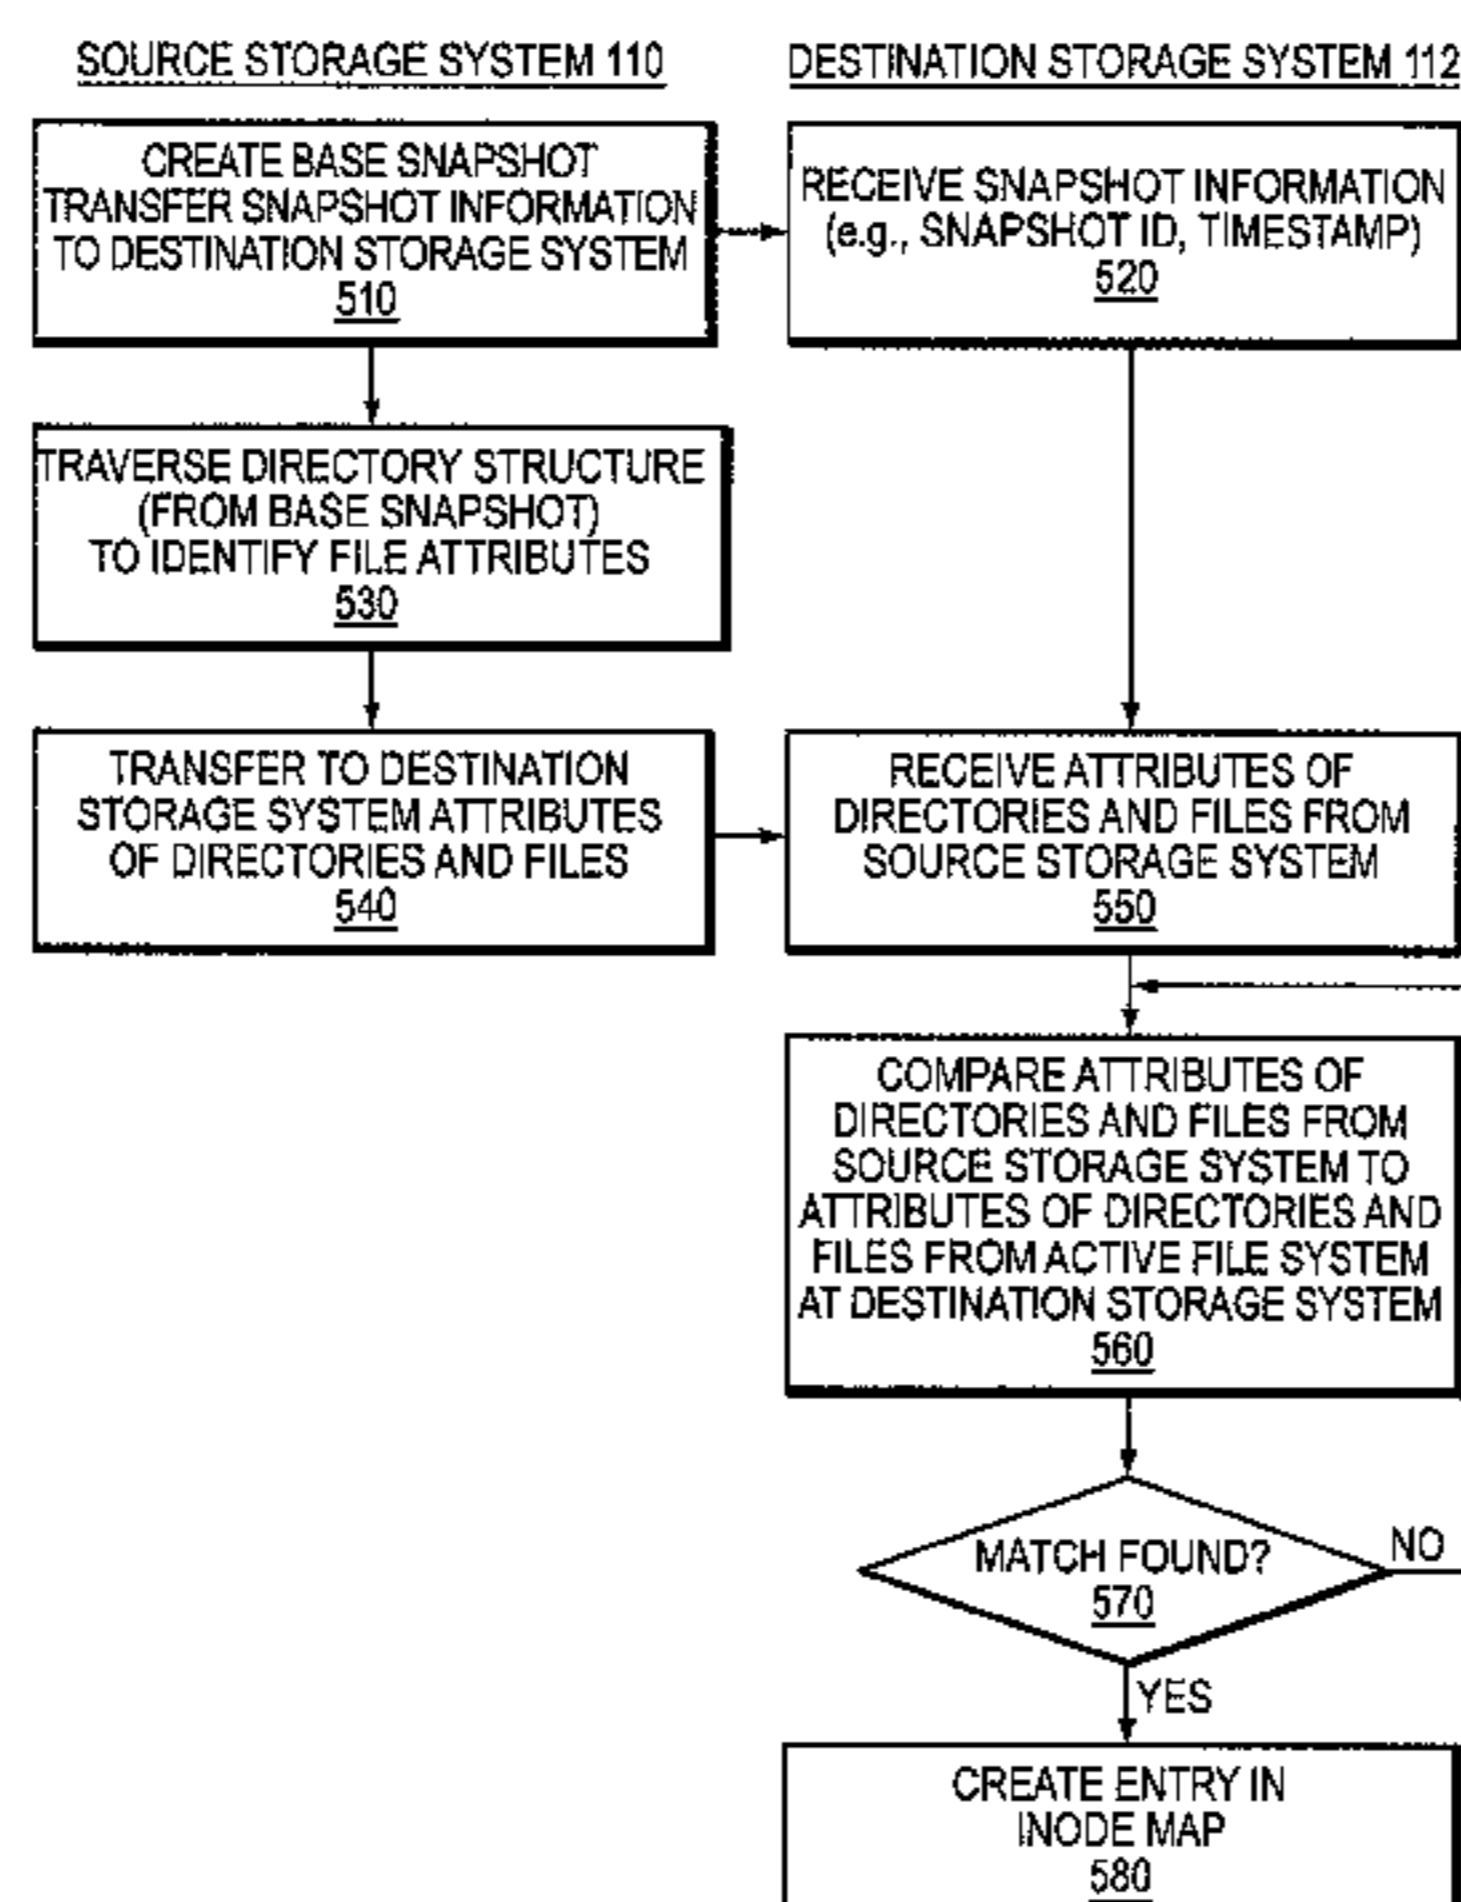 SOURCE STORAGE SYSTEM 110
DESTINATION STORAGE SYSTEM 112
CREATE BASE SNAPSHOT
TRANSFER SNAPSHOT INFORMATION
TO DESTINATION STORAGE SYSTEM
510
RECEIVE SNAPSHOT INFORMATION
(e.g., SNAPSHOT ID, TIMESTAMP)
520
TRAVERSE DIRECTORY STRUCTURE
(FROM BASE SNAPSHOT)
TO IDENTIFY FILE ATTRIBUTES
530
TRANSFER TO DESTINATION
STORAGE SYSTEM ATTRIBUTES
OF DIRECTORIES AND FILES
540
RECEIVE ATTRIBUTES OF
DIRECTORIES AND FILES FROM
SOURCE STORAGE SYSTEM
550
COMPARE ATTRIBUTES OF
DIRECTORIES AND FILES FROM
SOURCE STORAGE SYSTEM TO
ATTRIBUTES OF DIRECTORIES AND
FILES FROM ACTIVE FILE SYSTEM
AT DESTINATION STORAGE SYSTEM
560
MATCH FOUND?
570
NO
YES
CREATE ENTRY IN
INODE MAP
580